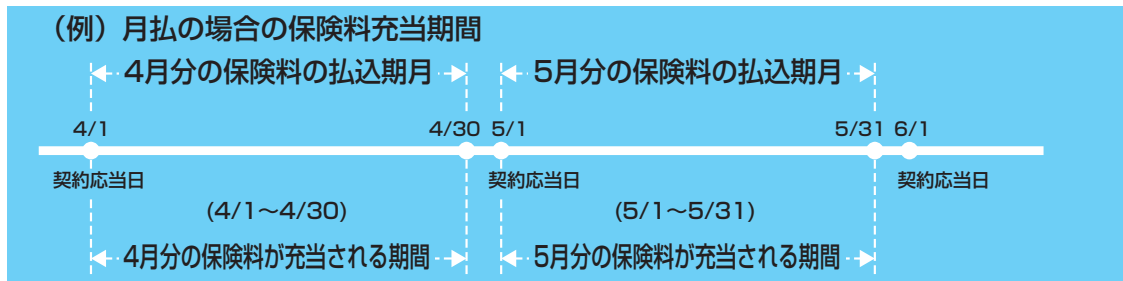 （例）月払の場合の保険料充当期間
4月分の保険料の払込期月 5月分の保険料の払込期月
4/1 4/30 5/1 5/31 6/1
契約応当日 契約応当日 契約応当日
(4/1～4/30) (5/1～5/31)
4月分の保険料が充当される期間 5月分の保険料が充当される期間